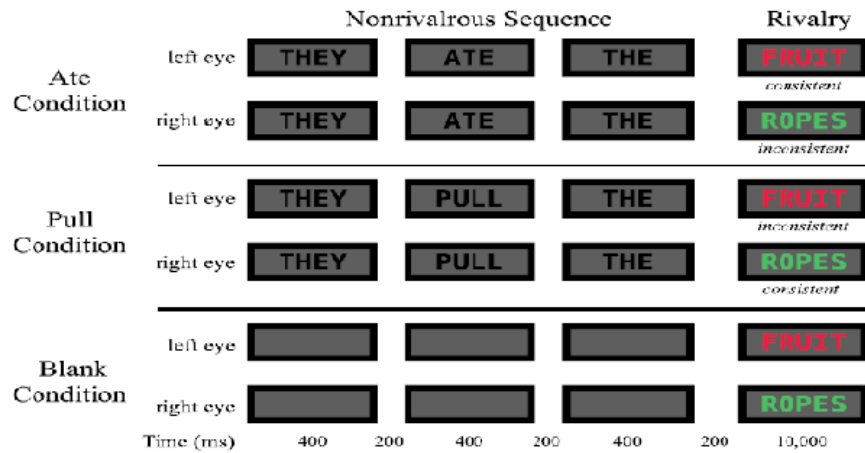 Nonrivalrous Sequence Rivalry
Ate Condition
left eye THEY ATE THE FRUIT
consistent
right eye THEY ATE THE ROPES
inconsistent
Pull Condition
left eye THEY PULL THE FRUIT
inconsistent
right eye THEY PULL THE ROPES
consistent
Blank Condition
left eye FRUIT
right eye ROPES
Time (ms) 400 200 400 200 400 200 10,000